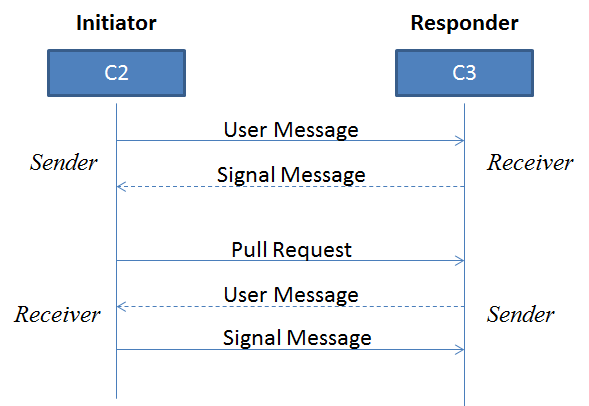 Initiator
Responder
C2
C3
User Message
Sender
Receiver
Signal Message
Pull Request
User Message
Receiver
Sender
Signal Message